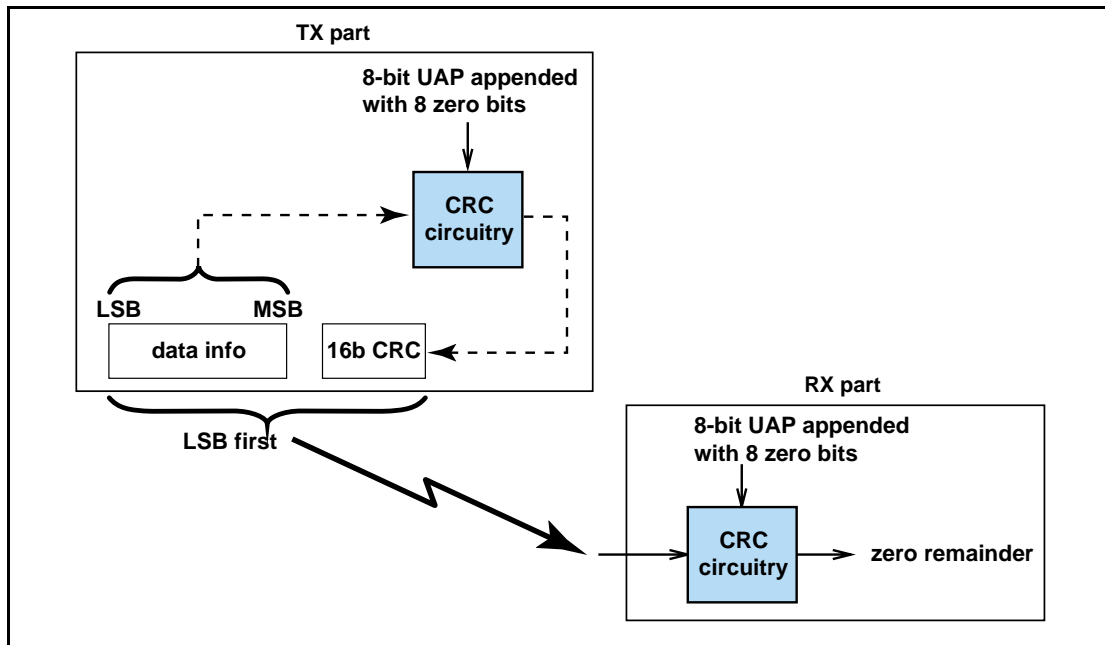 TX part
8-bit UAP appended
with 8 zero bits
CRC
circuitry
LSB
MSB
data info
16b CRC
LSB first
RX part
8-bit UAP appended
with 8 zero bits
CRC
circuitry
zero remainder